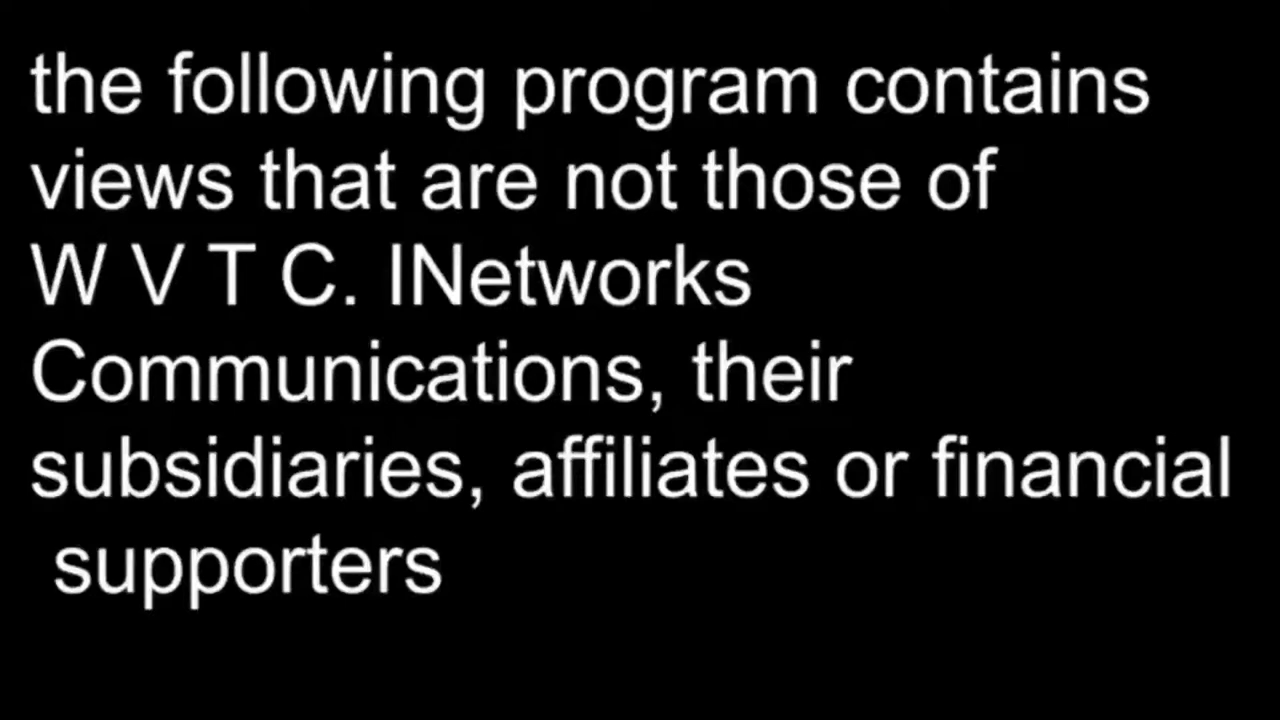 the following program contains
views that are not those of
W V T C. INetworks
Communications, their
subsidiaries, affiliates or financial
supporters